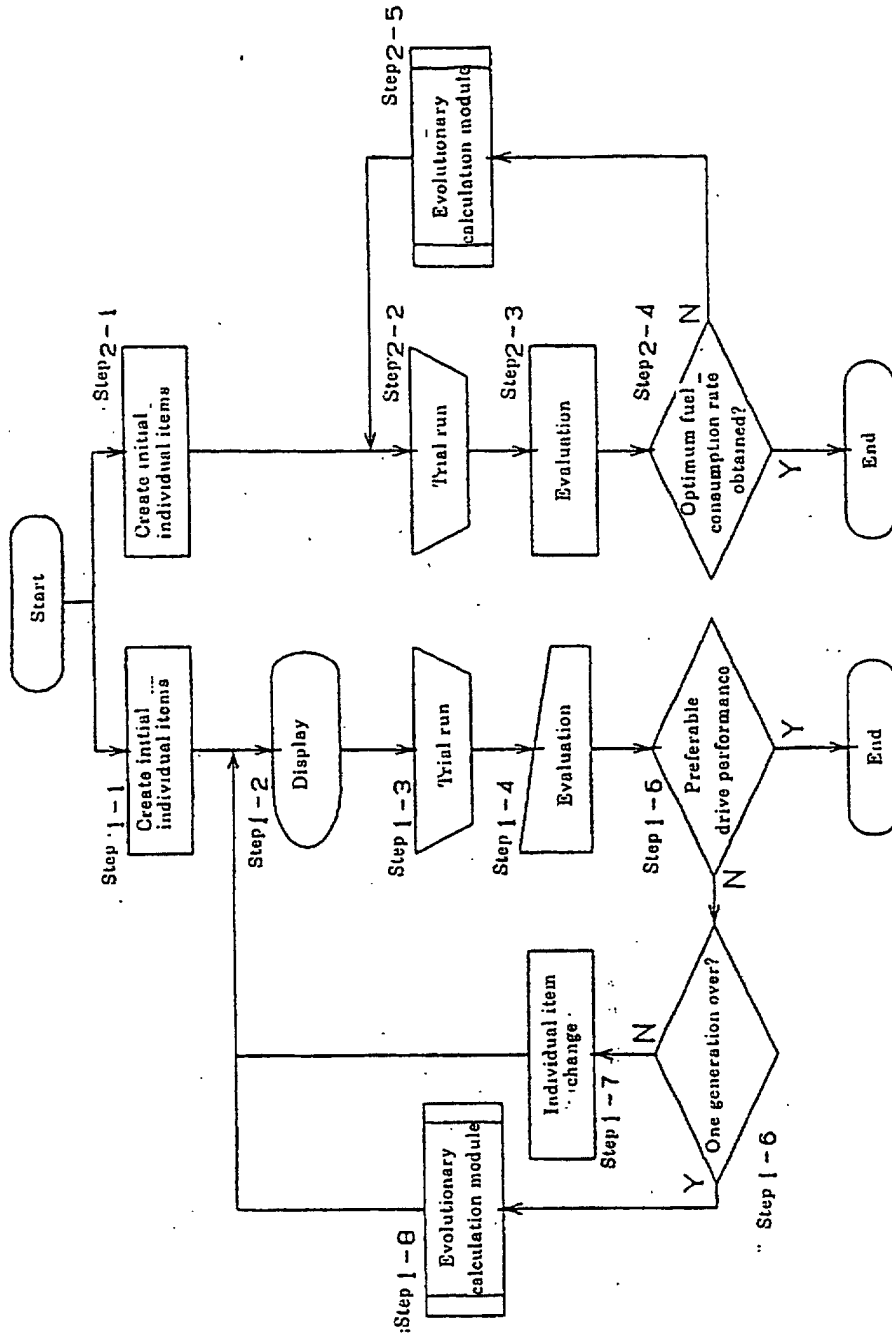 Start
Step 1-1
Create initial
individual items
Step 1-2
Display
Step 1-3
Trial run
Step 1-4
Evaluation
Step 1-5
Preferable
drive performance
Y
End
N
One generation over?
Step 1-6
N
Step 1-7
Individual item
change
Y
Step 1-8
Evolutionary
calculation module
Step 2-1
Create initial
individual items
Step 2-2
Trial run
Step 2-3
Evaluation
Step 2-4
Optimum fuel
consumption rate
obtained?
Y
End
N
Step 2-5
Evolutionary
calculation module